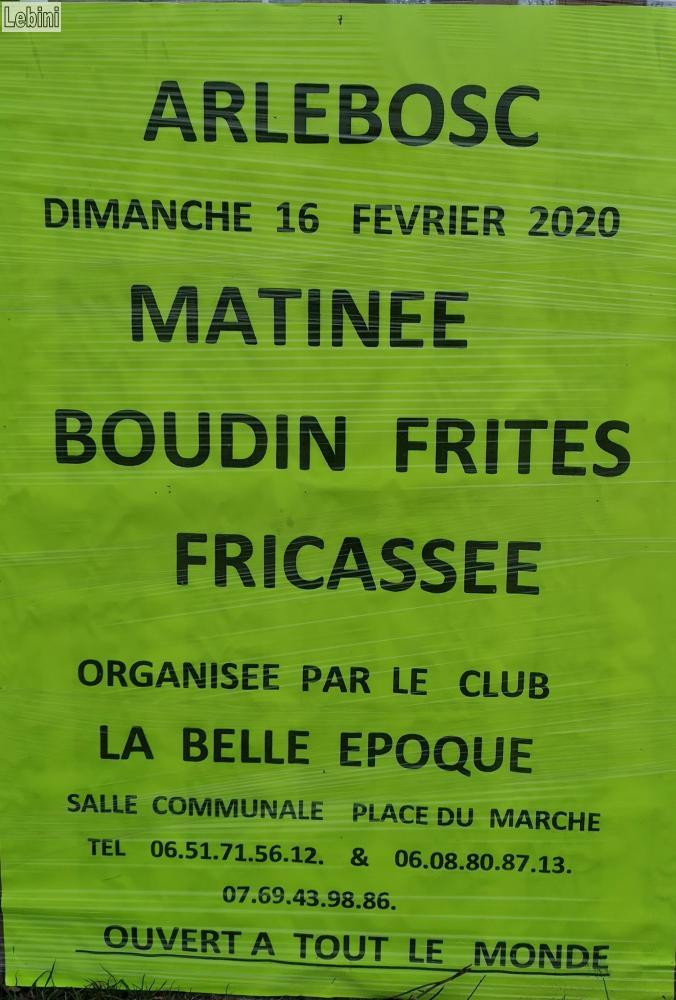 Lebini
ARLEBOSC
DIMANCHE 16 FEVRIER 2020
MATINEE
BOUDIN FRITES
FRICASSEE
ORGANISEE PAR LE CLUB
LA BELLE EPOQUE
SALLE COMMUNALE PLACE DU MARCHE
TEL 06.51.71.56.12. & 06.08.80.87.13.
07.69.43.98.86.
OUVERT A TOUT LE MONDE